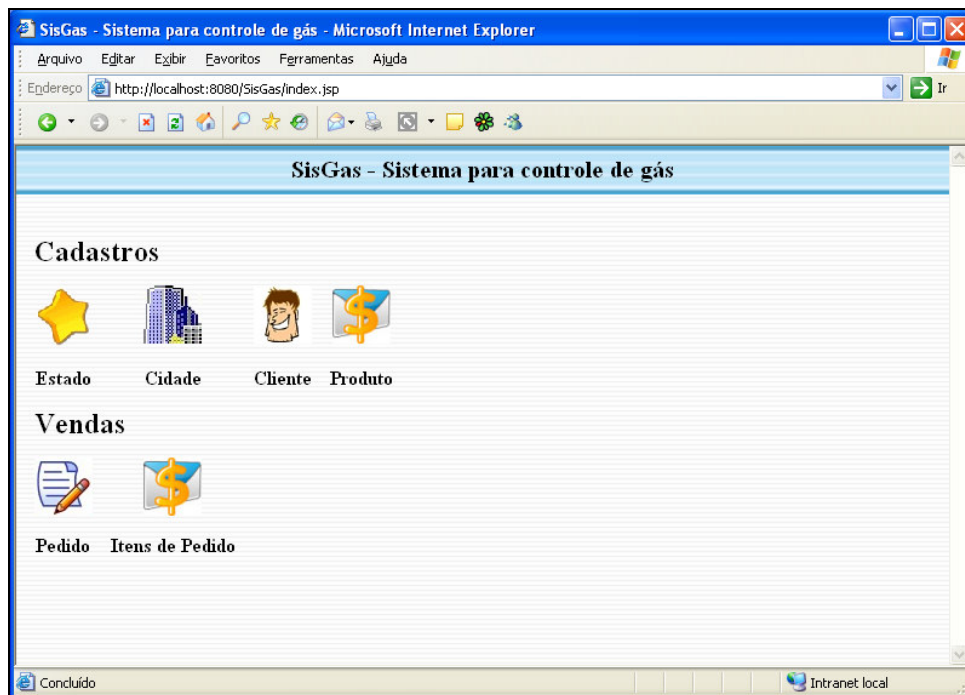 SisGas - Sistema para controle de gás - Microsoft Internet Explorer
Arquivo Editar Exibir Favoritos Ferramentas Ajuda
Endereço http://localhost:8080/SisGas/index.jsp Ir
SisGas - Sistema para controle de gás
Cadastros
Estado Cidade Cliente Produto
Vendas
Pedido Itens de Pedido
Concluído Intranet local